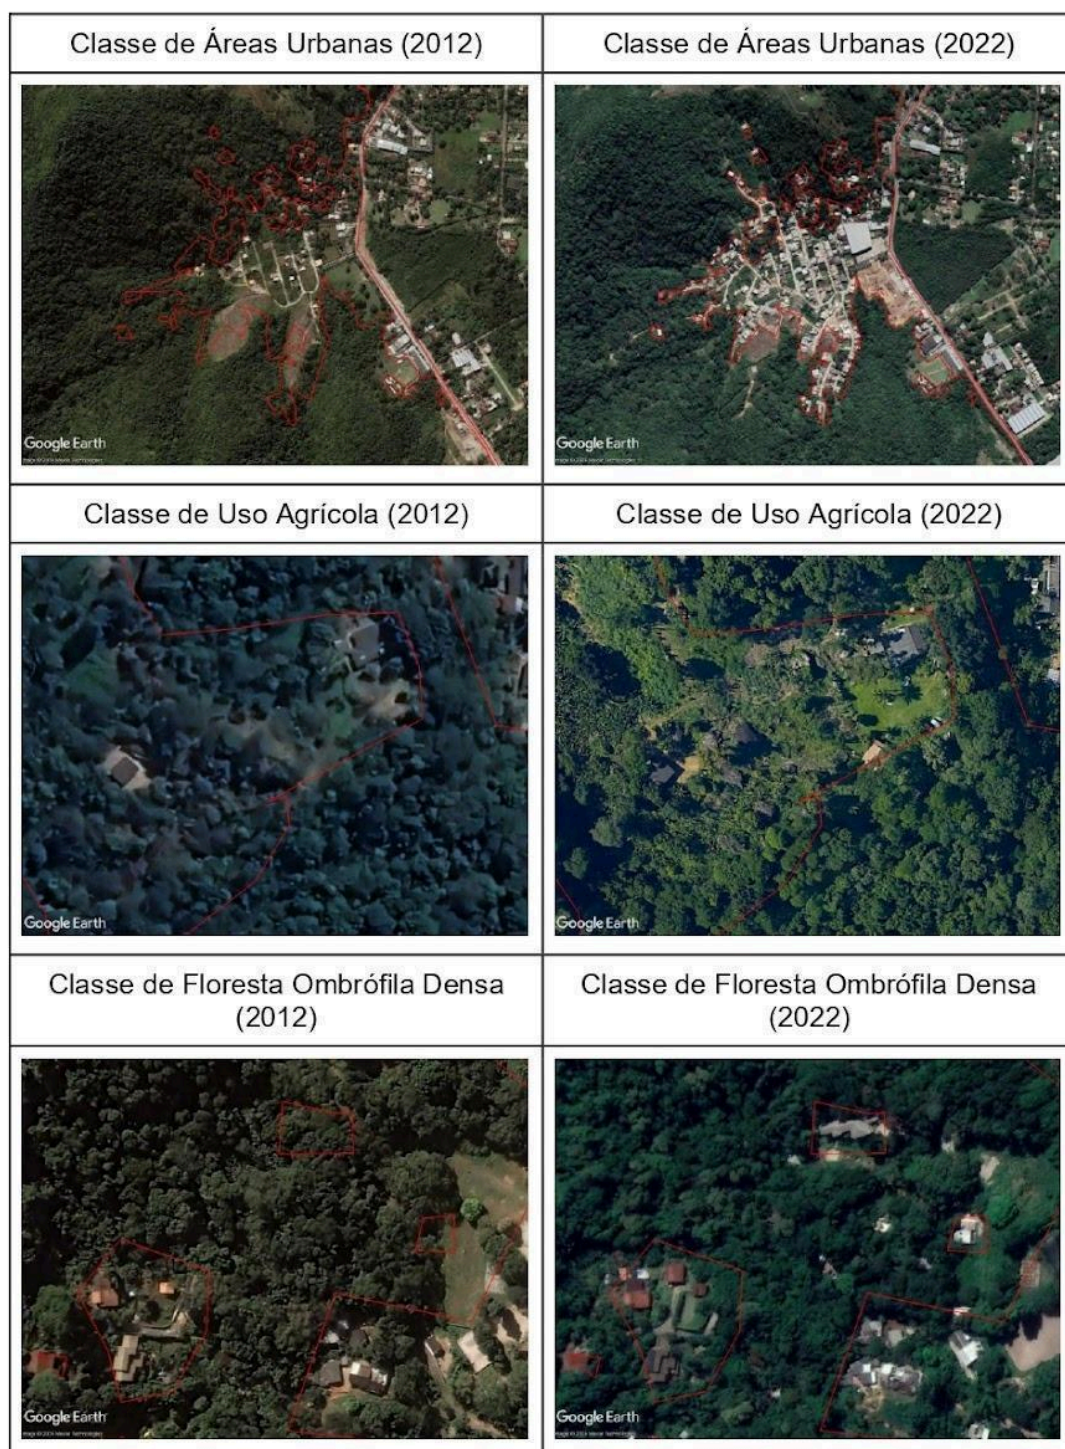 Classe de Áreas Urbanas (2012)
Classe de Áreas Urbanas (2022)
Google Earth
Google Earth
Classe de Uso Agrícola (2012)
Classe de Uso Agrícola (2022)
Google Earth
Google Earth
Classe de Floresta Ombrófila Densa
(2012)
Classe de Floresta Ombrófila Densa
(2022)
Google Earth
Google Earth